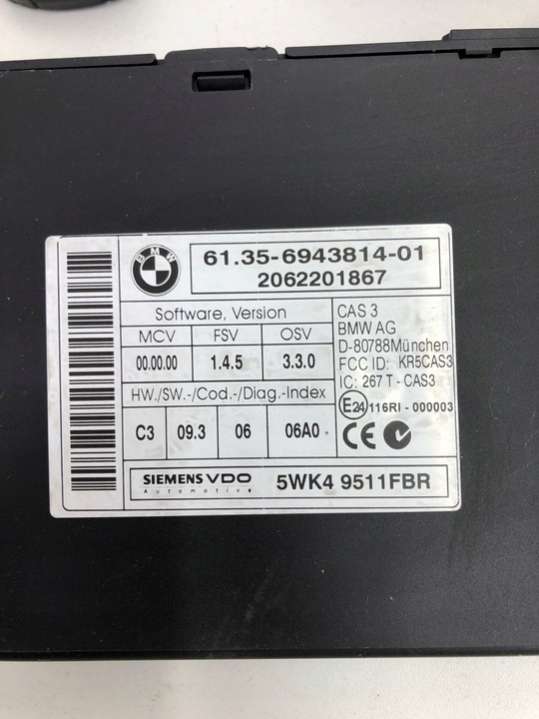 BMW
61.35-6943814-01
2062201867
Software, Version
MCV FSV OSV
00.00.00 1.4.5 3.3.0
HW./SW.-/Cod.-/Diag.-Index
C3 09.3 06 06A0
CAS 3
BMW AG
D-80788München
FCC ID: KR5CAS3
IC: 267 T-CAS3
E24 116RI-000003
CE
SIEMENS VDO
Automotive
5WK4 9511FBR